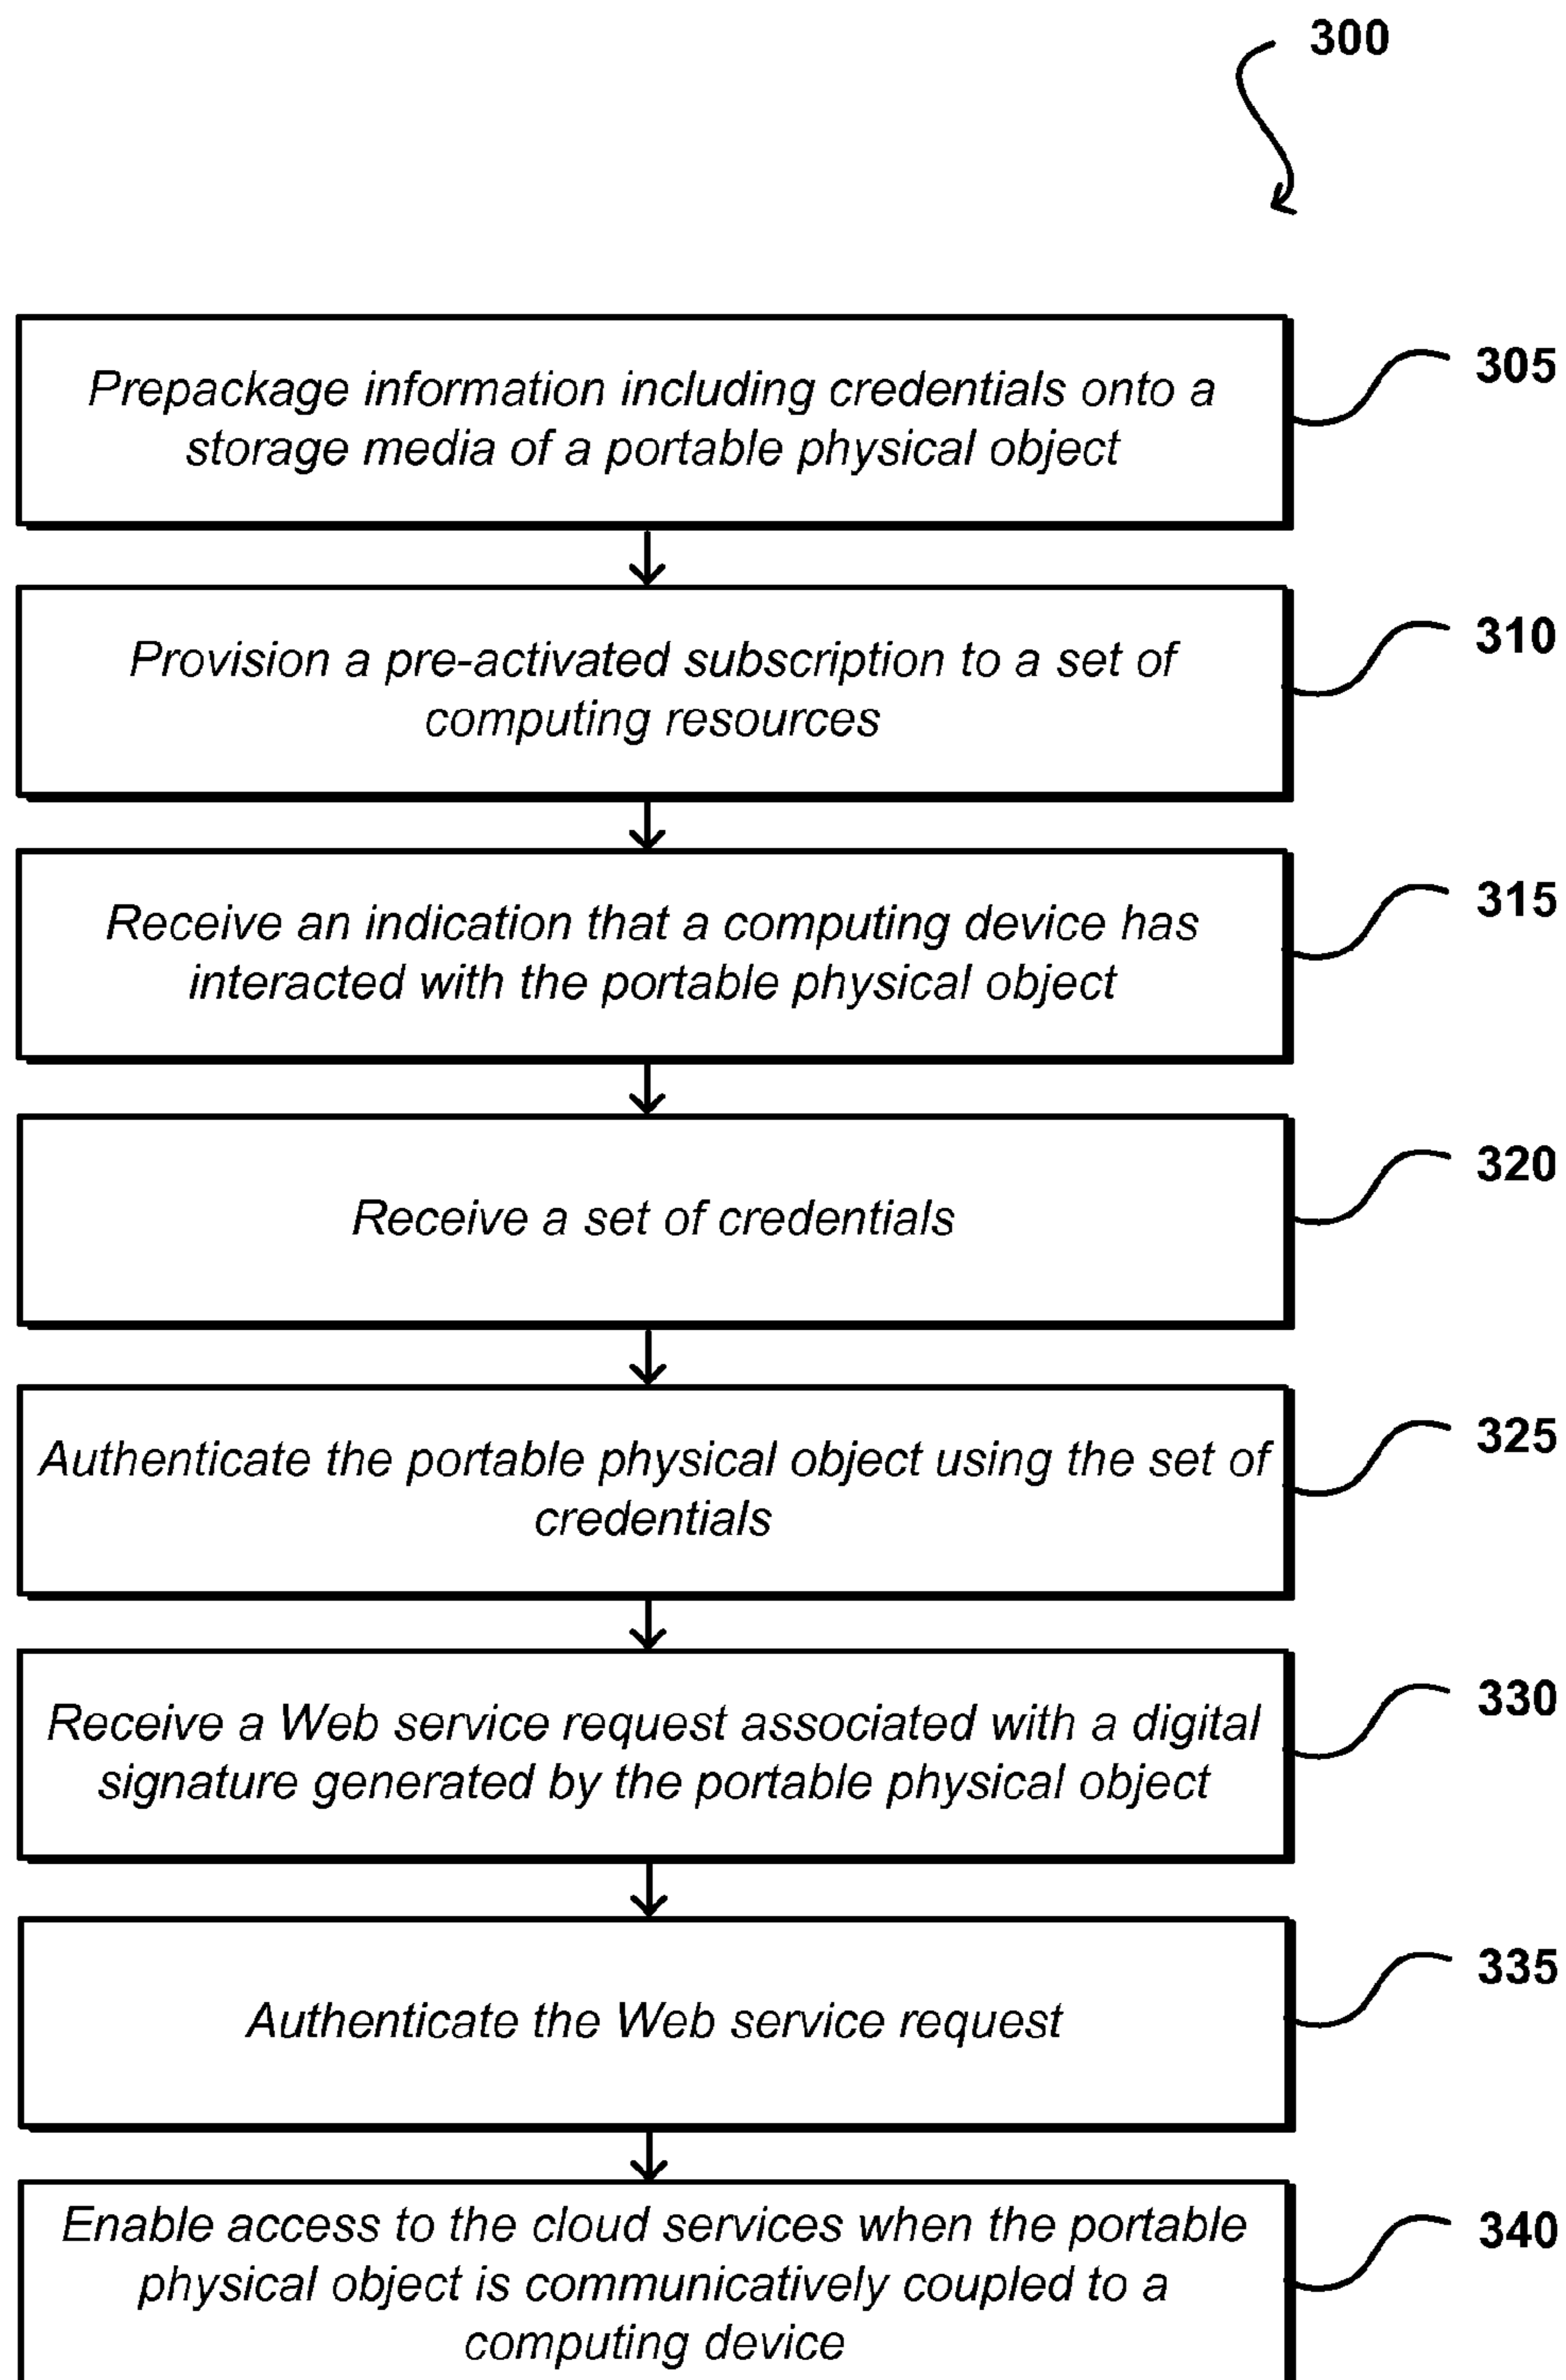 300
Prepackage information including credentials onto a
storage media of a portable physical object
305
Provision a pre-activated subscription to a set of
computing resources
310
Receive an indication that a computing device has
interacted with the portable physical object
315
Receive a set of credentials
320
Authenticate the portable physical object using the set of
credentials
325
Receive a Web service request associated with a digital
signature generated by the portable physical object
330
Authenticate the Web service request
335
Enable access to the cloud services when the portable
physical object is communicatively coupled to a
computing device
340